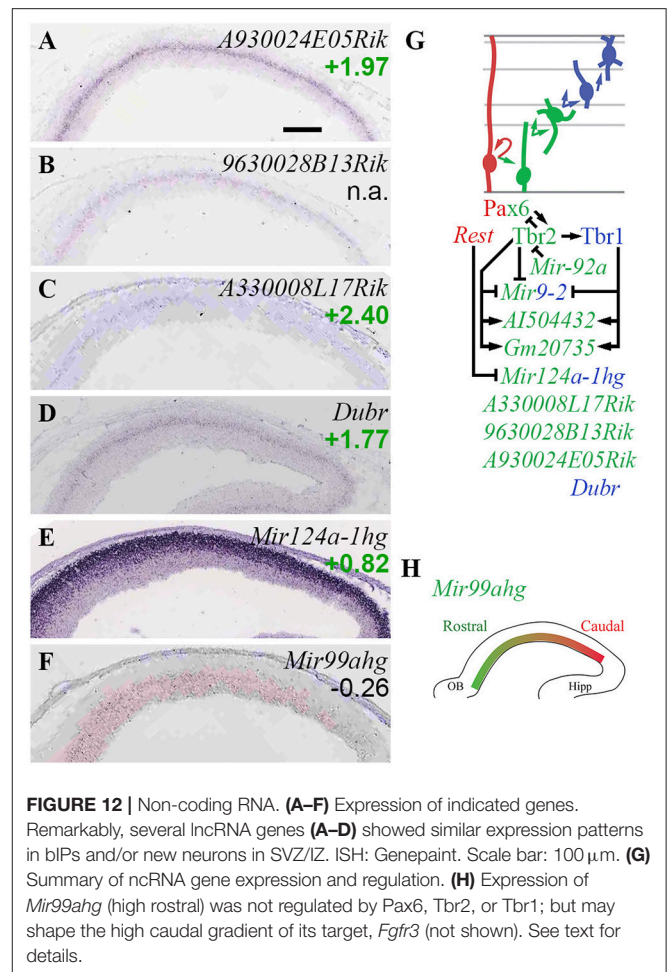 A
A930024E05Rik
+1.97
B
9630028B13Rik
n.a.
C
A330008L17Rik
+2.40
D
Dubr
+1.77
E
Mir124a-1hg
+0.82
F
Mir99ahg
-0.26
G
Pax6
Rest Tbr2 Tbr1
Mir-92a
Mir9-2
AI504432
Gm20735
Mir124a-1hg
A330008L17Rik
9630028B13Rik
A930024E05Rik
Dubr
H
Mir99ahg
Rostral Caudal
OB Hipp
FIGURE 12 | Non-coding RNA. (A–F) Expression of indicated genes.
Remarkably, several lncRNA genes (A–D) showed similar expression patterns
in bIPs and/or new neurons in SVZ/IZ. ISH: Genepaint. Scale bar: 100 μm. (G)
Summary of ncRNA gene expression and regulation. (H) Expression of
Mir99ahg (high rostral) was not regulated by Pax6, Tbr2, or Tbr1; but may
shape the high caudal gradient of its target, Fgfr3 (not shown). See text for
details.